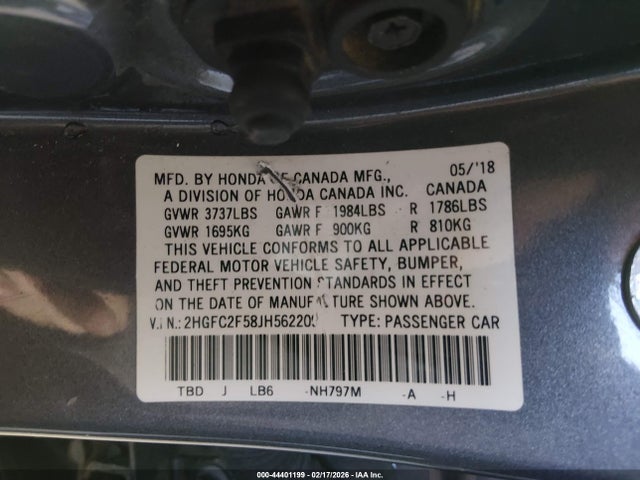 MFD. BY HONDA OF CANADA MFG., 05/'18
A DIVISION OF HONDA CANADA INC. CANADA
GVWR 3737LBS GAWR F 1984LBS R 1786LBS
GVWR 1695KG GAWR F 900KG R 810KG
THIS VEHICLE CONFORMS TO ALL APPLICABLE
FEDERAL MOTOR VEHICLE SAFETY, BUMPER,
AND THEFT PREVENTION STANDARDS IN EFFECT
ON THE DATE OF MANUFACTURE SHOWN ABOVE.
V.I.N.: TYPE: PASSENGER CAR
TBD J LB6 -NH797M -A -H
000-44401199 - 02/17/2026 - IAA Inc.